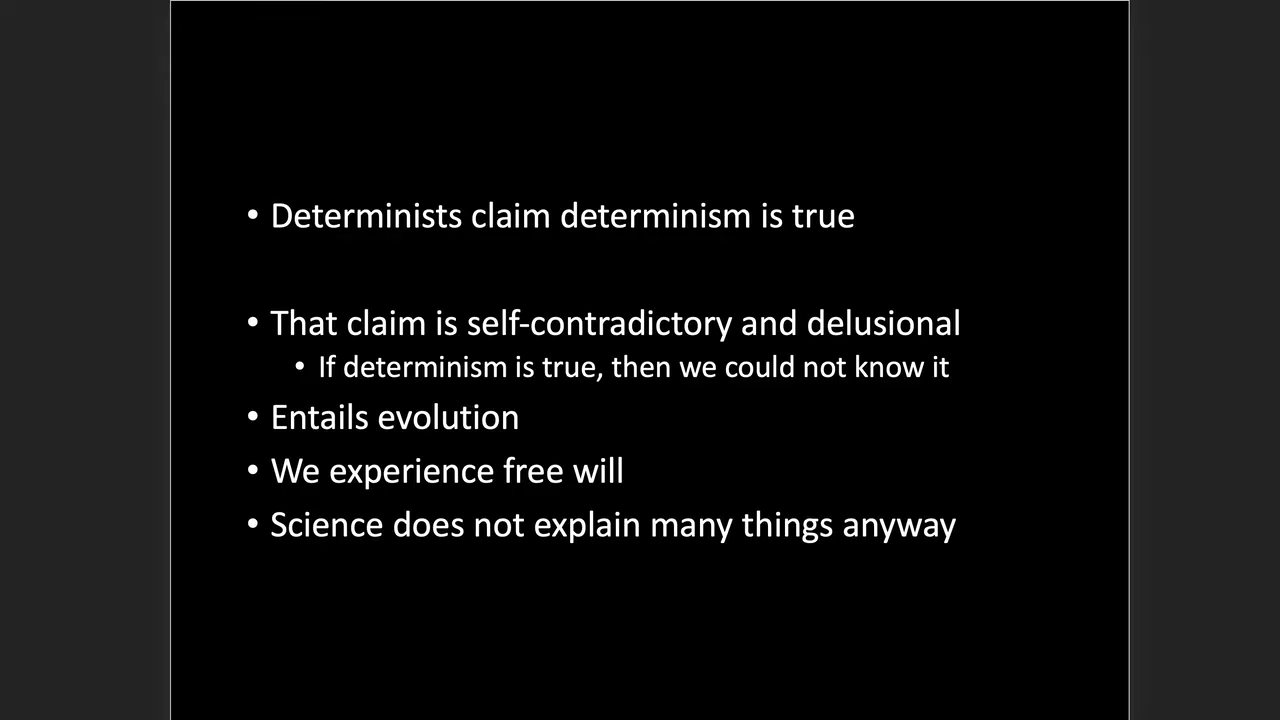 • Determinists claim determinism is true
• That claim is self-contradictory and delusional
• If determinism is true, then we could not know it
• Entails evolution
• We experience free will
• Science does not explain many things anyway